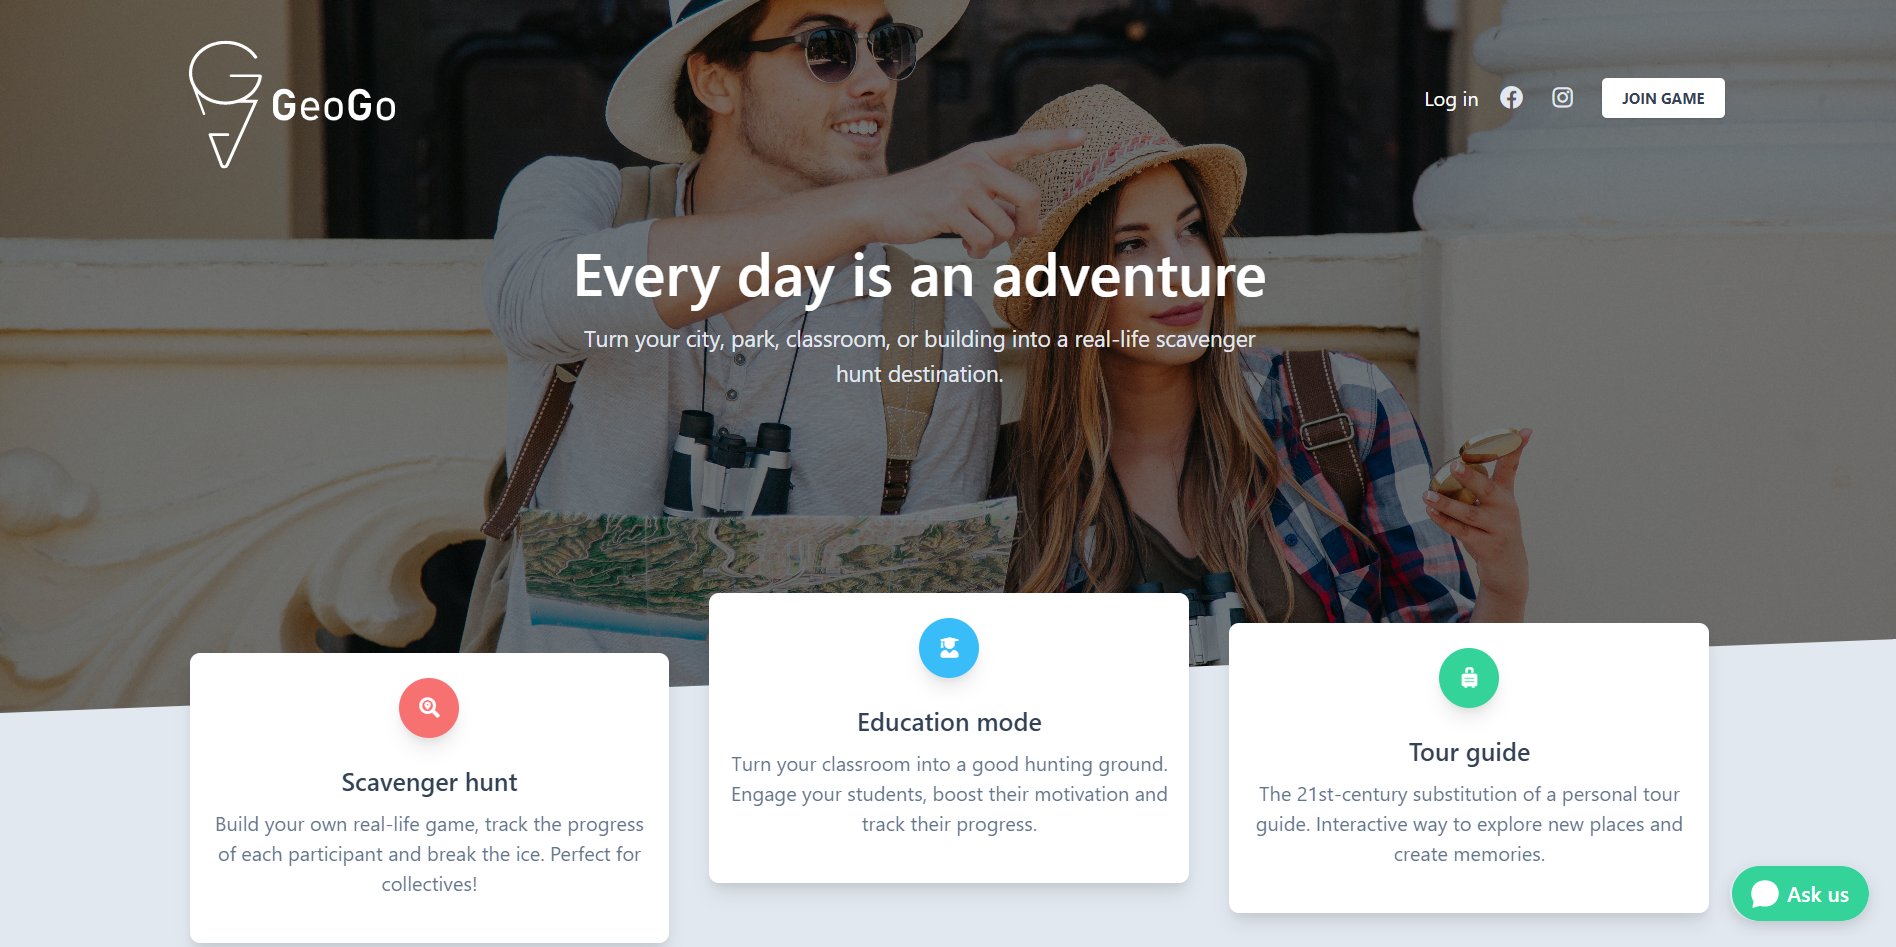 GeoGo
Log in
JOIN GAME
Every day is an adventure
Turn your city, park, classroom, or building into a real-life scavenger
hunt destination.
Scavenger hunt
Build your own real-life game, track the progress
of each participant and break the ice. Perfect for
collectives!
Education mode
Turn your classroom into a good hunting ground.
Engage your students, boost their motivation and
track their progress.
Tour guide
The 21st-century substitution of a personal tour
guide. Interactive way to explore new places and
create memories.
Ask us